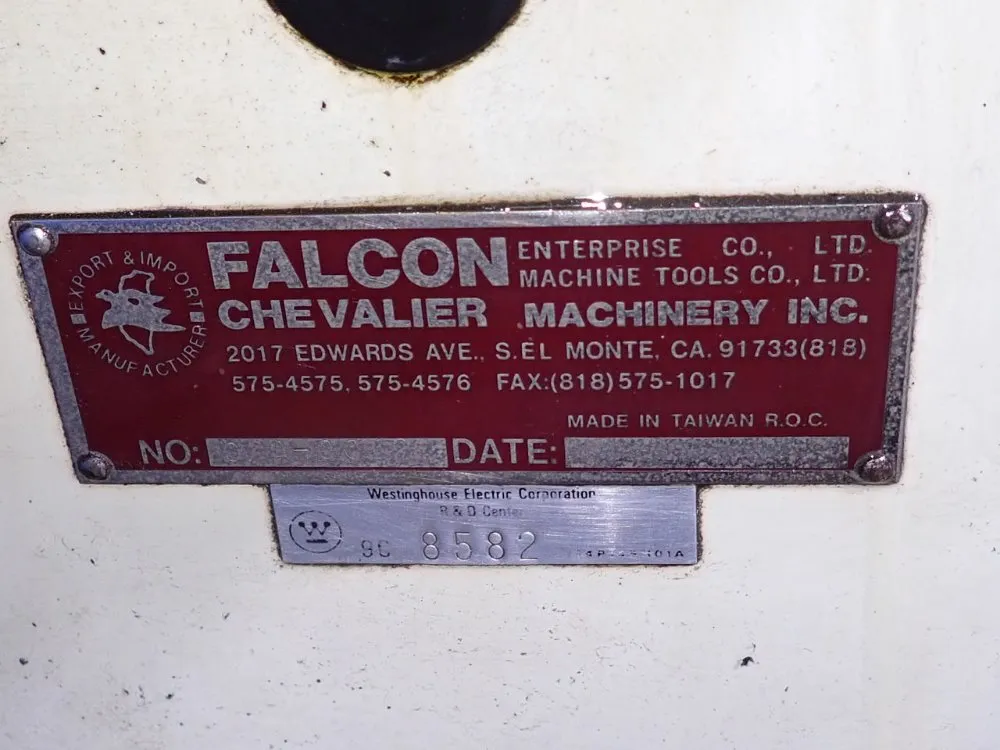 EXPORT & IMPORT
MANUFACTURER
FALCON ENTERPRISE CO., LTD.
MACHINE TOOLS CO., LTD.
CHEVALIER MACHINERY INC.
2017 EDWARDS AVE., S.EL MONTE, CA. 91733(818)
575-4575, 575-4576 FAX:(818)575-1017
MADE IN TAIWAN R.O.C.
NO: DATE:
Westinghouse Electric Corporation
R & D Center
W
9C 8582